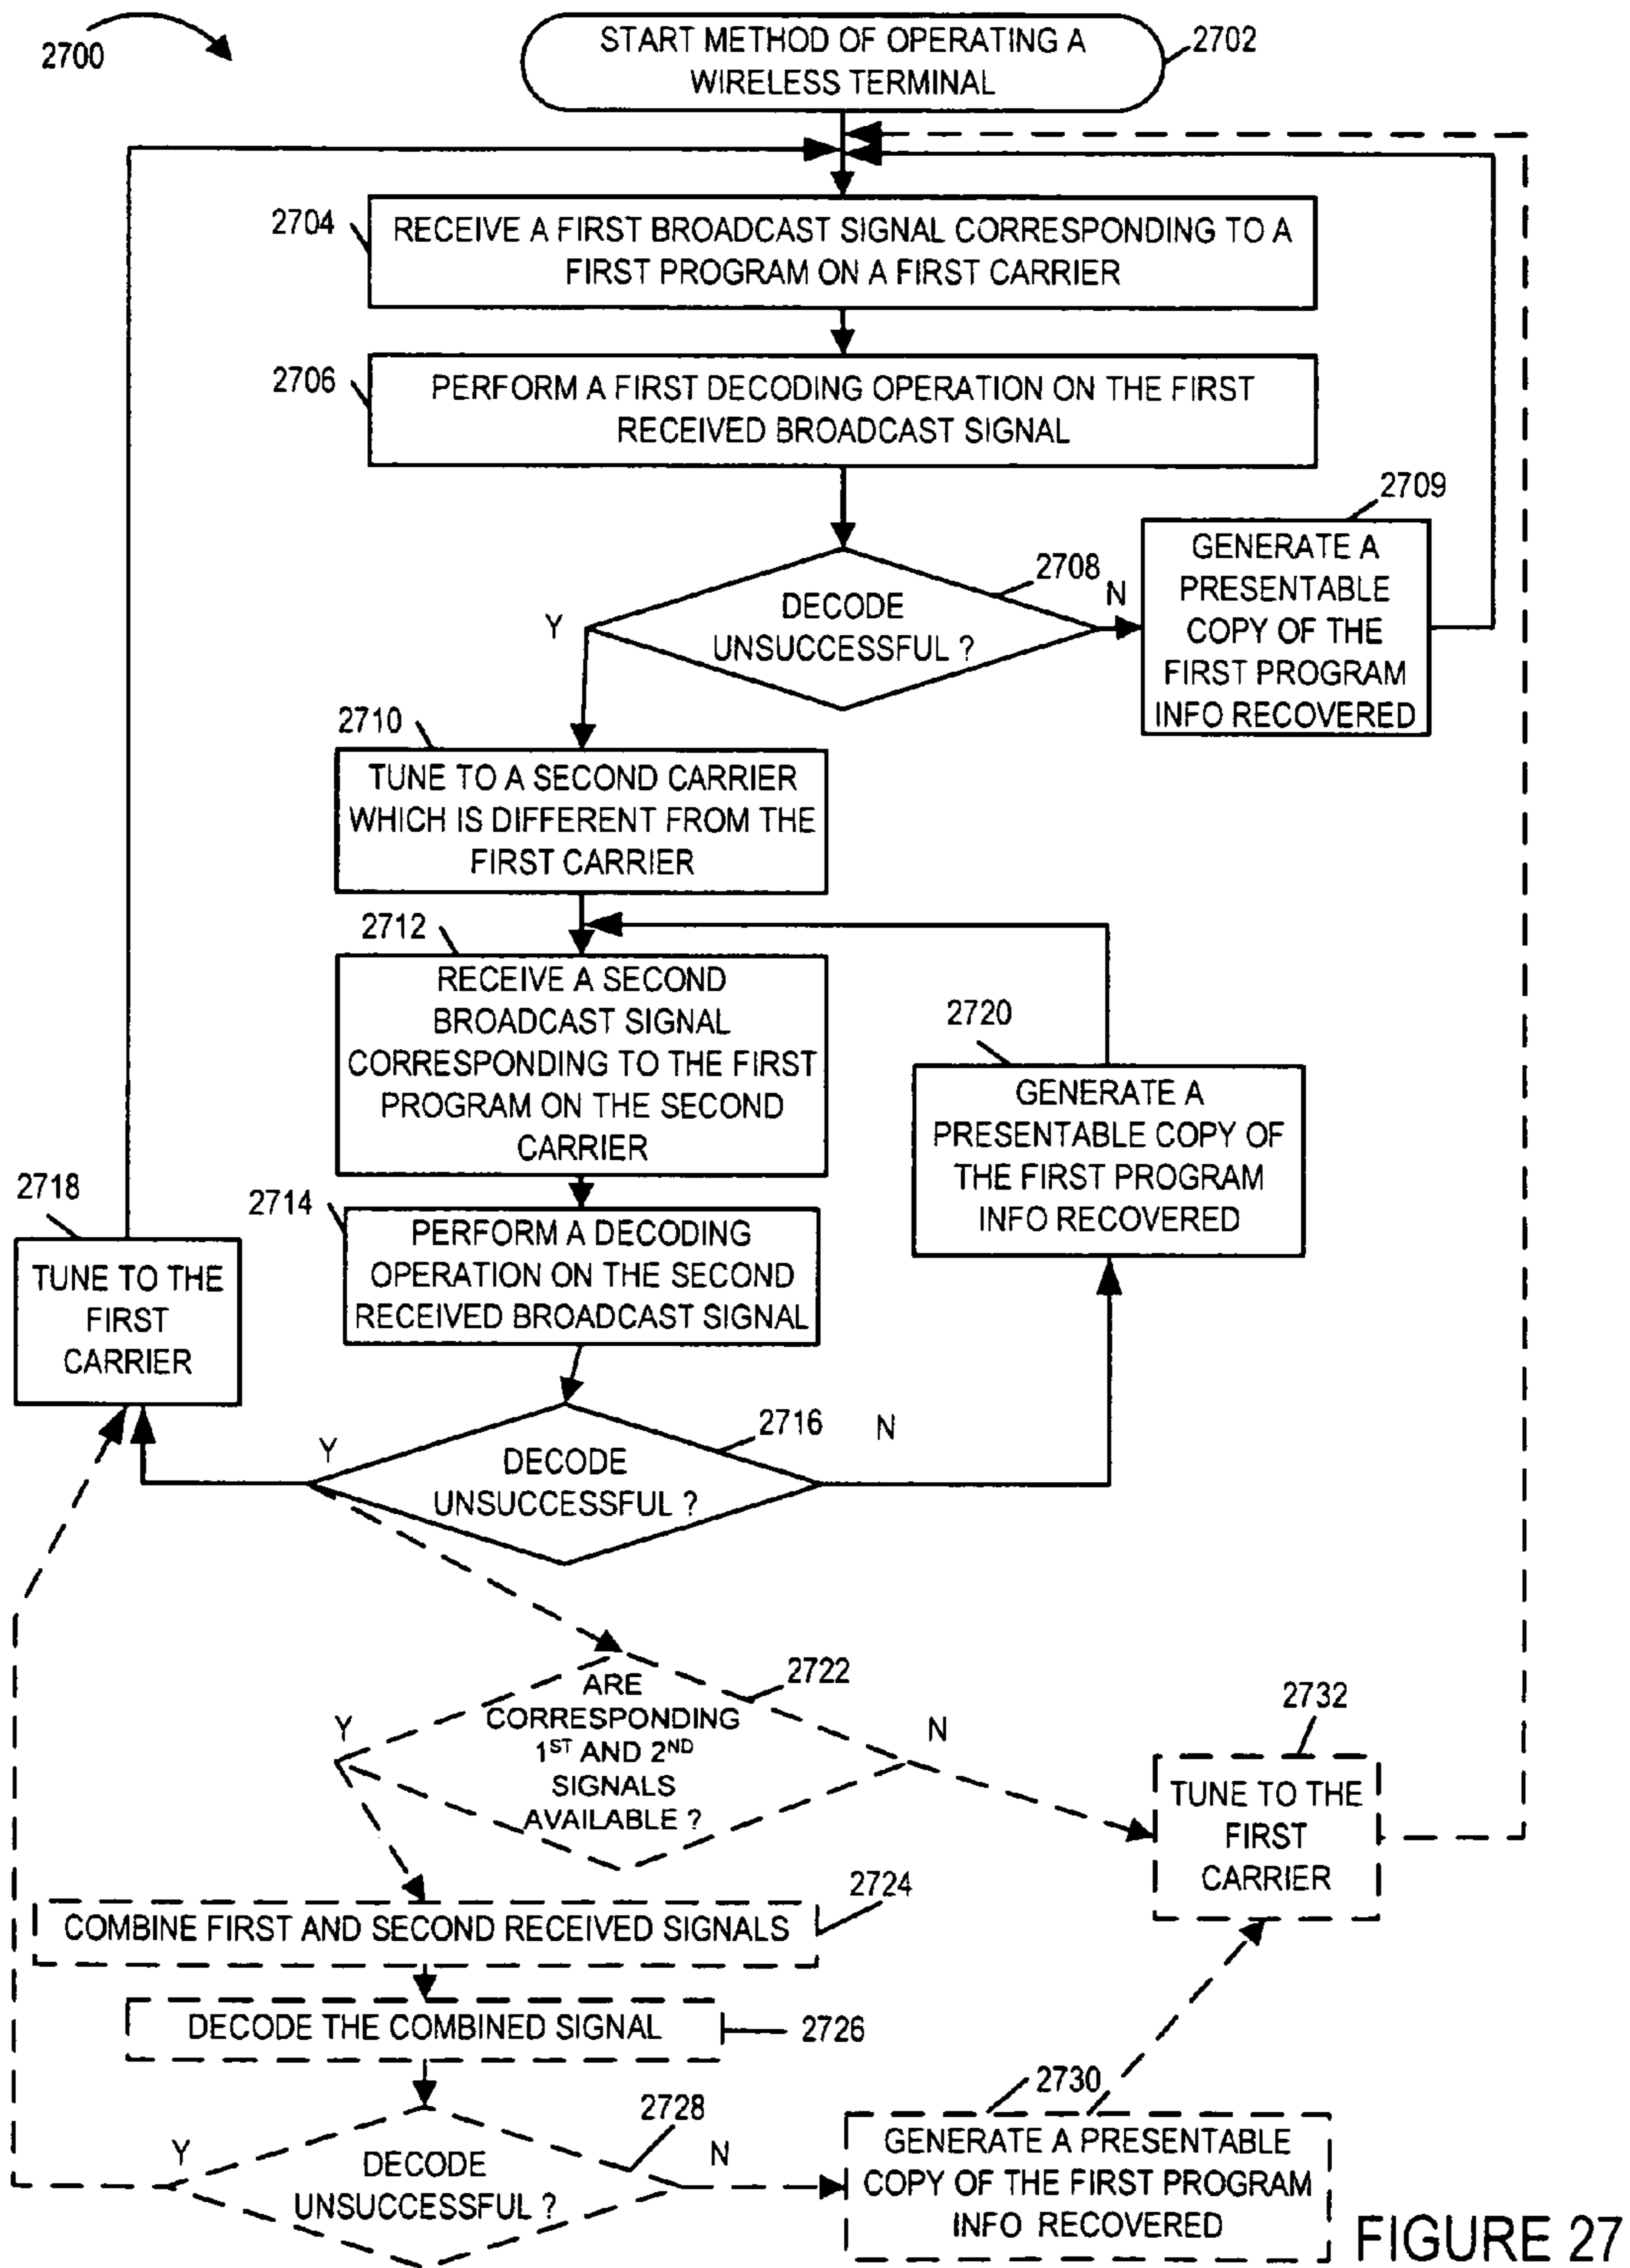 2700
START METHOD OF OPERATING A
WIRELESS TERMINAL
2702
2704
RECEIVE A FIRST BROADCAST SIGNAL CORRESPONDING TO A
FIRST PROGRAM ON A FIRST CARRIER
2706
PERFORM A FIRST DECODING OPERATION ON THE FIRST
RECEIVED BROADCAST SIGNAL
2708
DECODE
UNSUCCESSFUL ?
Y
N
2709
GENERATE A
PRESENTABLE
COPY OF THE
FIRST PROGRAM
INFO RECOVERED
2710
TUNE TO A SECOND CARRIER
WHICH IS DIFFERENT FROM THE
FIRST CARRIER
2712
RECEIVE A SECOND
BROADCAST SIGNAL
CORRESPONDING TO THE FIRST
PROGRAM ON THE SECOND
CARRIER
2720
GENERATE A
PRESENTABLE COPY OF
THE FIRST PROGRAM
INFO RECOVERED
2718
TUNE TO THE
FIRST
CARRIER
2714
PERFORM A DECODING
OPERATION ON THE SECOND
RECEIVED BROADCAST SIGNAL
2716
Y
DECODE
UNSUCCESSFUL ?
N
2722
Y
ARE
CORRESPONDING
1ST AND 2ND
SIGNALS
AVAILABLE ?
N
2732
TUNE TO THE
FIRST
CARRIER
2724
COMBINE FIRST AND SECOND RECEIVED SIGNALS
DECODE THE COMBINED SIGNAL
2726
2728
Y
DECODE
UNSUCCESSFUL ?
N
2730
GENERATE A PRESENTABLE
COPY OF THE FIRST PROGRAM
INFO RECOVERED
FIGURE 27